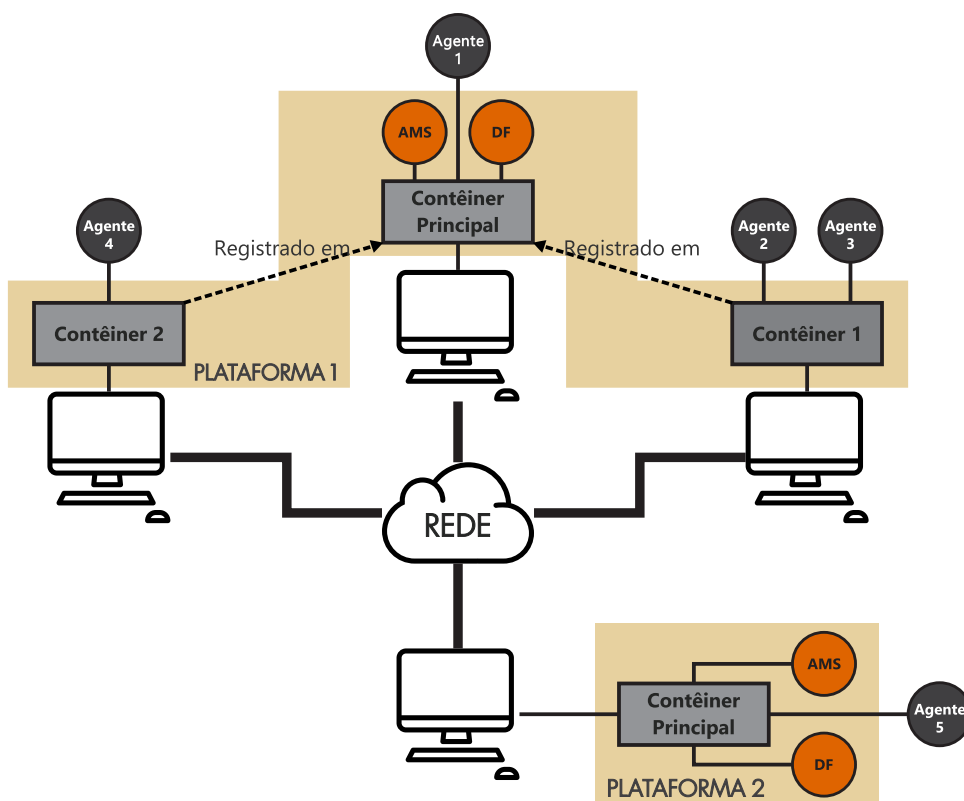 Agente
1
AMS
DF
Contêiner
Principal
Agente
4
Registrado em
Registrado em
Agente
2
Agente
3
Contêiner 2
Contêiner 1
PLATAFORMA 1
REDE
AMS
Contêiner
Principal
Agente
5
DF
PLATAFORMA 2